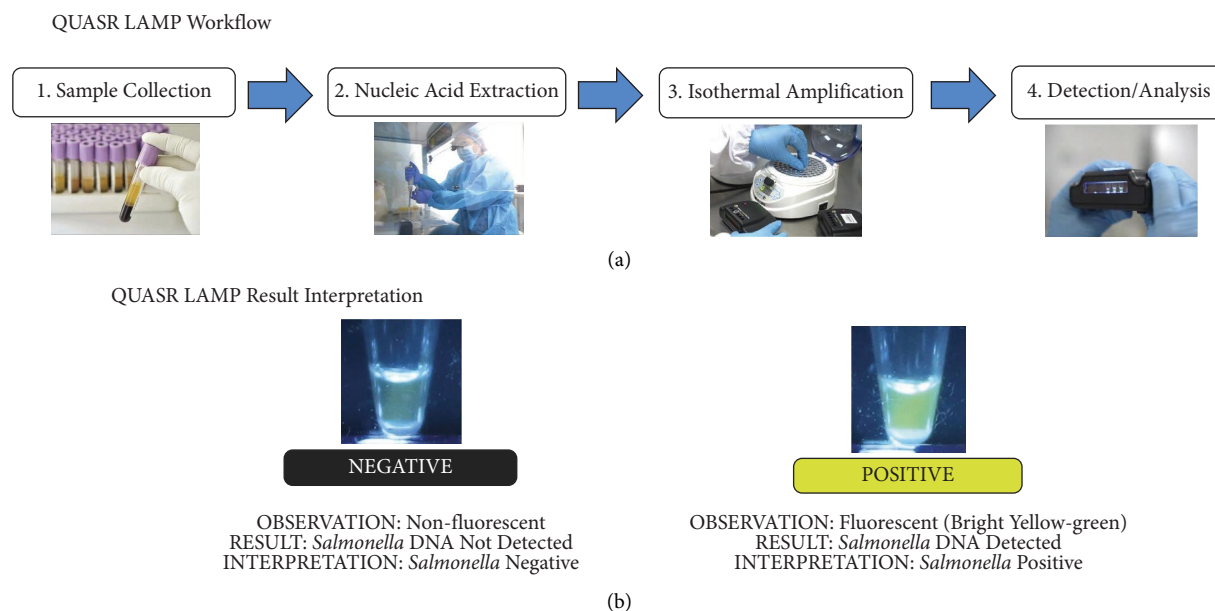 QUASR LAMP Workflow
1. Sample Collection
2. Nucleic Acid Extraction
3. Isothermal Amplification
4. Detection/Analysis
(a)
QUASR LAMP Result Interpretation
NEGATIVE
OBSERVATION: Non-fluorescent
RESULT: Salmonella DNA Not Detected
INTERPRETATION: Salmonella Negative
POSITIVE
OBSERVATION: Fluorescent (Bright Yellow-green)
RESULT: Salmonella DNA Detected
INTERPRETATION: Salmonella Positive
(b)